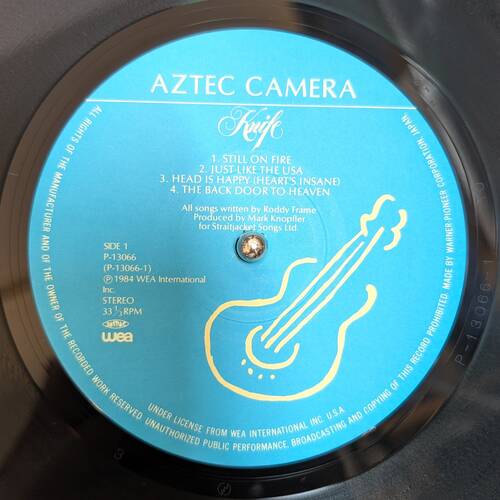 AZTEC CAMERA
Knife
1. STILL ON FIRE
2. JUST LIKE THE USA
3. HEAD IS HAPPY (HEART'S INSANE)
4. THE BACK DOOR TO HEAVEN
All songs written by Roddy Frame
Produced by Mark Knopfler
for Straitjacket Songs Ltd.
SIDE 1
P-13066
(P-13066-1)
Ⓟ 1984 WEA International
Inc.
STEREO
33 1/3 RPM
wea
ALL RIGHTS OF THE MANUFACTURER AND OF THE OWNER OF THE RECORDED WORK RESERVED. UNAUTHORIZED PUBLIC PERFORMANCE, BROADCASTING AND COPYING OF THIS RECORD PROHIBITED. MADE BY WARNER-PIONEER CORPORATION, JAPAN.
UNDER LICENSE FROM WEA INTERNATIONAL INC. U.S.A.
P-13066-1